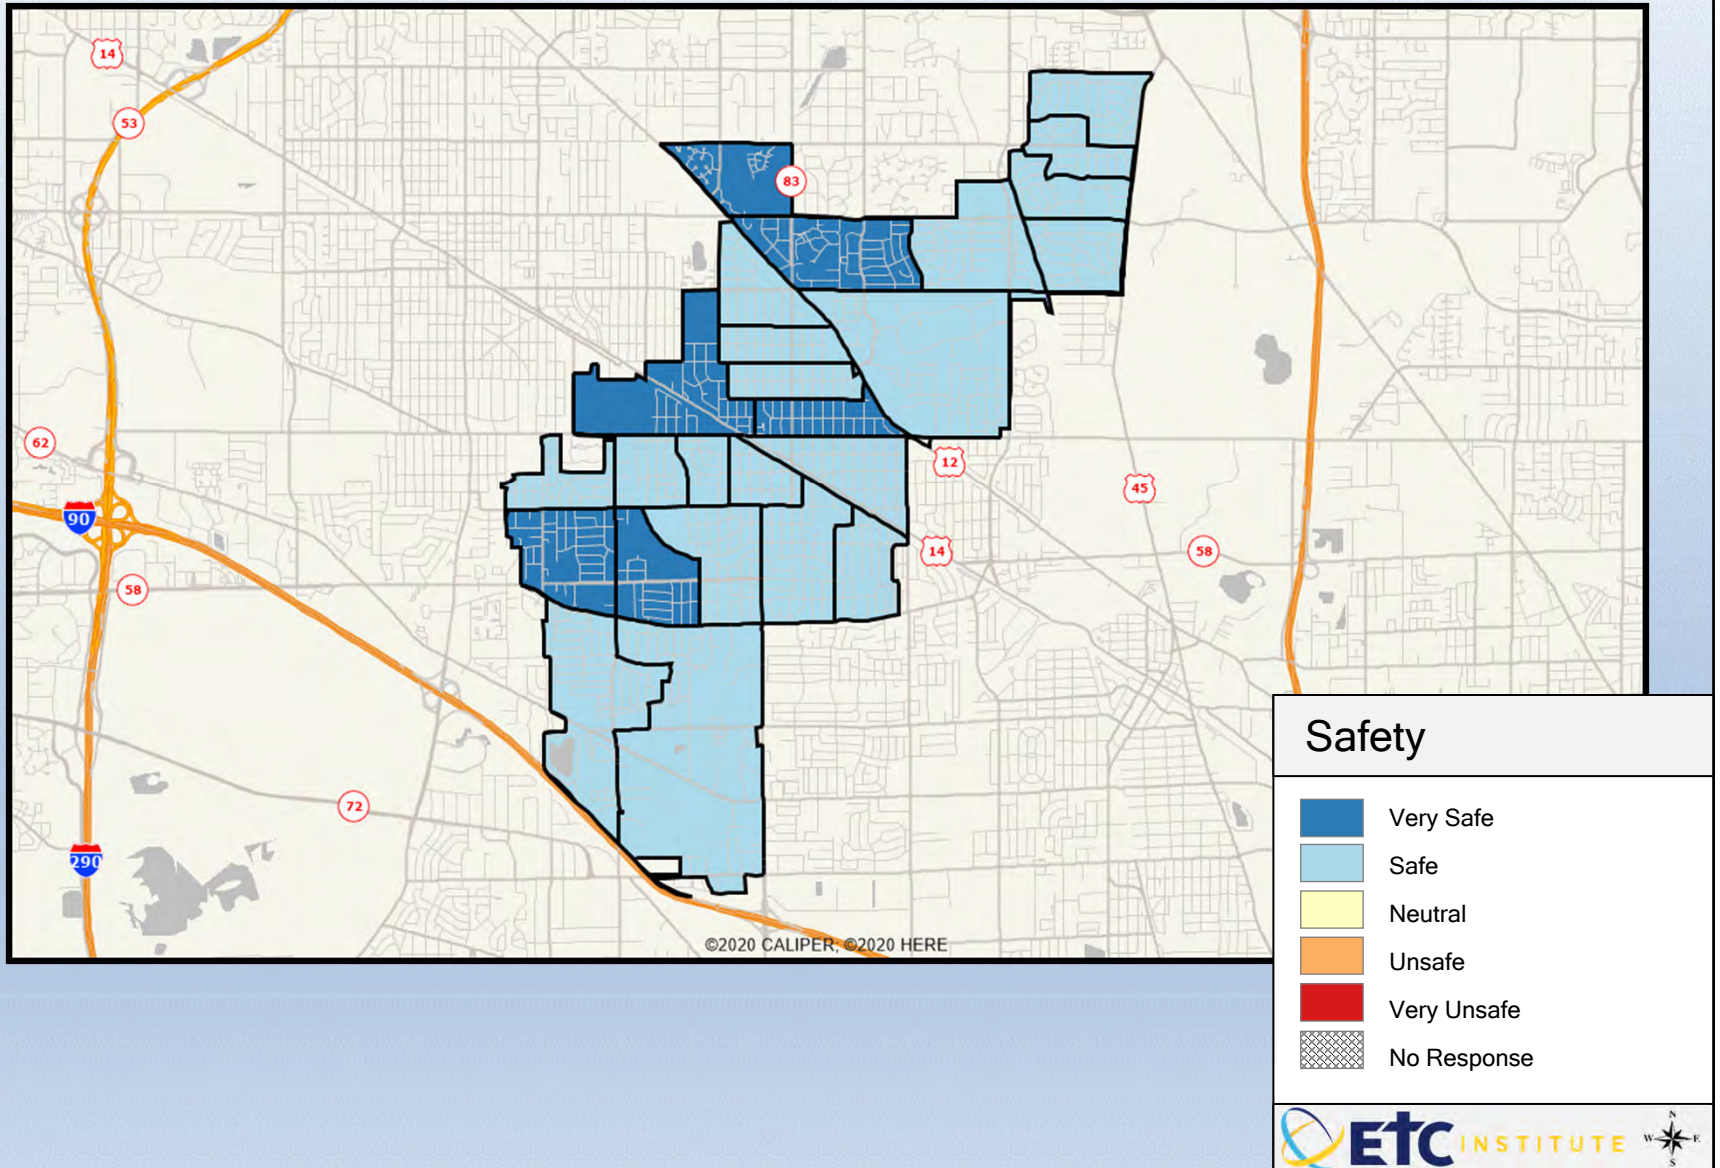 14
53
83
62
12
45
90
14
58
58
72
290
©2020 CALIPER; ©2020 HERE
Safety
Very Safe
Safe
Neutral
Unsafe
Very Unsafe
No Response
N
ETC INSTITUTE W E
S